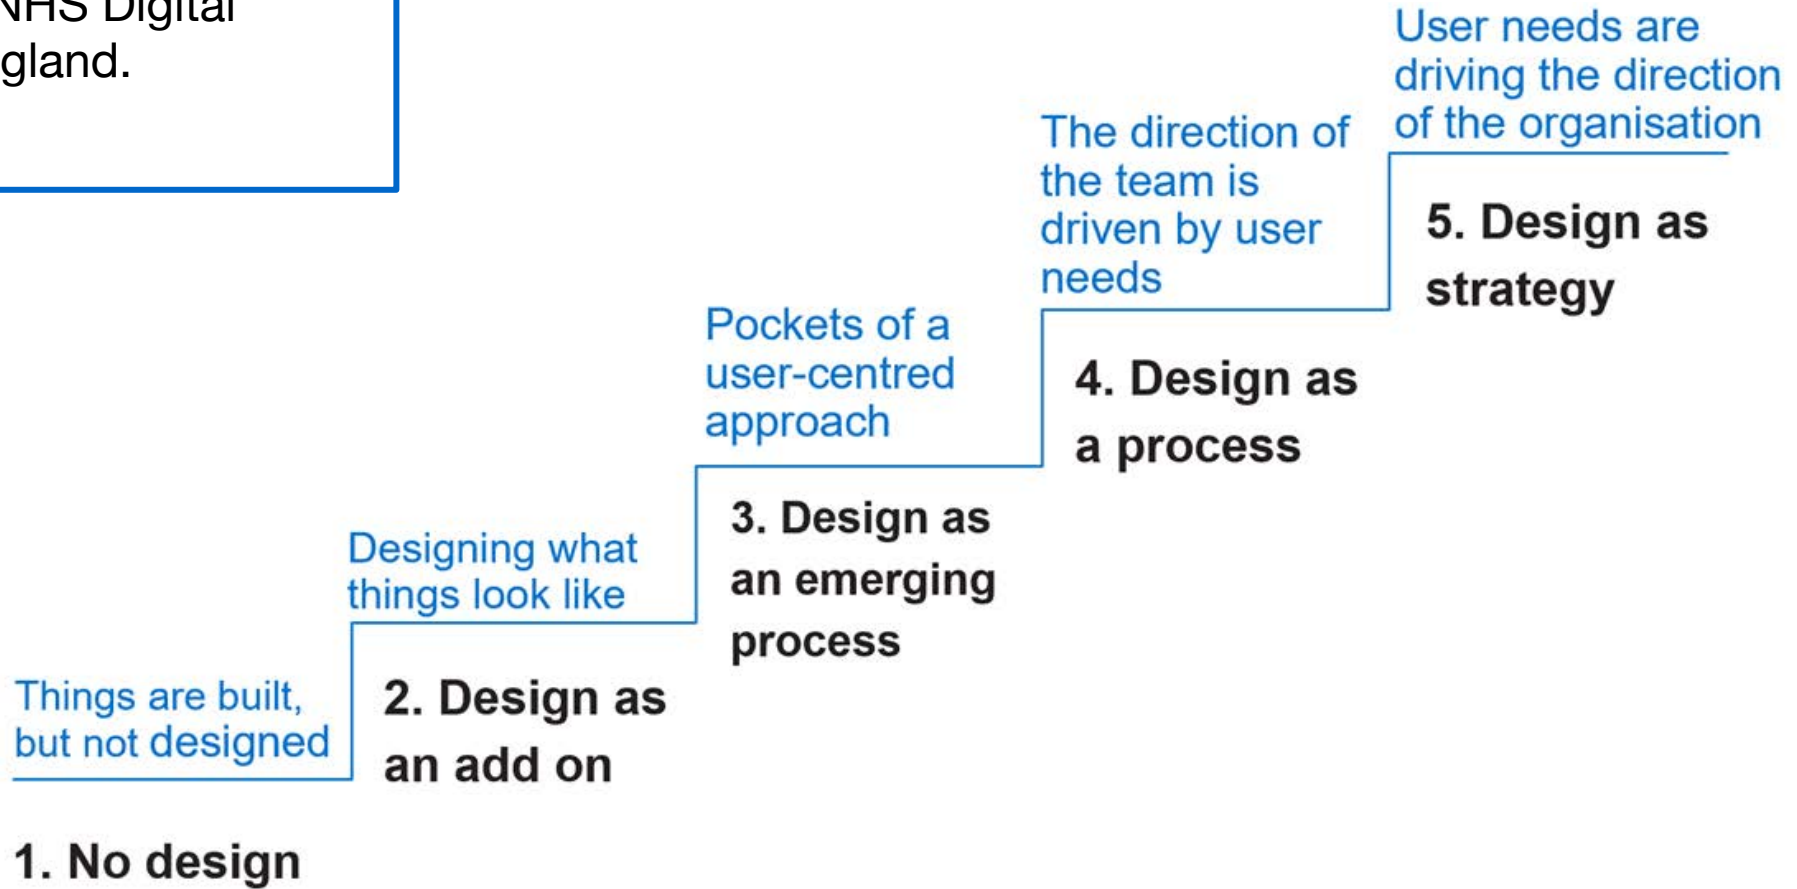 NHS Digital
gland.
User needs are
driving the direction
of the organisation
5. Design as
strategy
The direction of
the team is
driven by user
needs
4. Design as
a process
Pockets of a
user-centred
approach
3. Design as
an emerging
process
Designing what
things look like
2. Design as
an add on
Things are built,
but not designed
1. No design